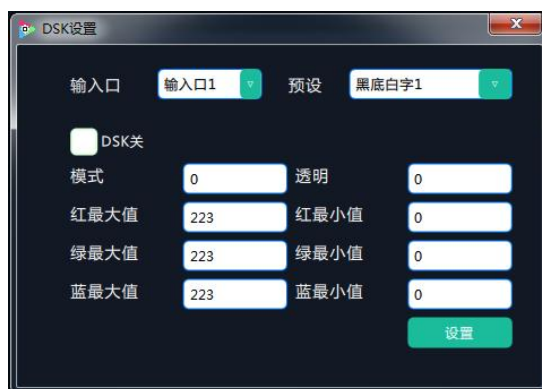 DSK设置
输入口 输入口1 预设 黑底白字1
DSK关
模式 0 透明 0
红最大值 223 红最小值 0
绿最大值 223 绿最小值 0
蓝最大值 223 蓝最小值 0
设置